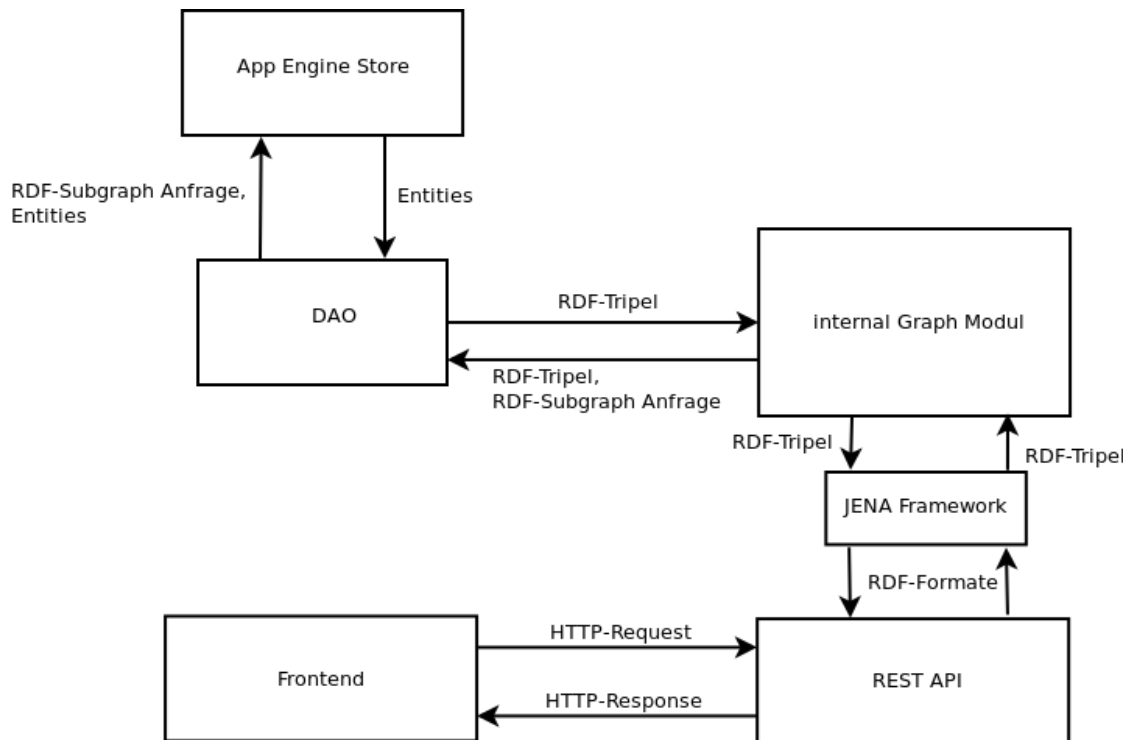 App Engine Store
RDF-Subgraph Anfrage,
Entities
Entities
DAO
RDF-Tripel
internal Graph Modul
RDF-Tripel,
RDF-Subgraph Anfrage
RDF-Tripel
RDF-Tripel
JENA Framework
RDF-Formate
HTTP-Request
Frontend
REST API
HTTP-Response